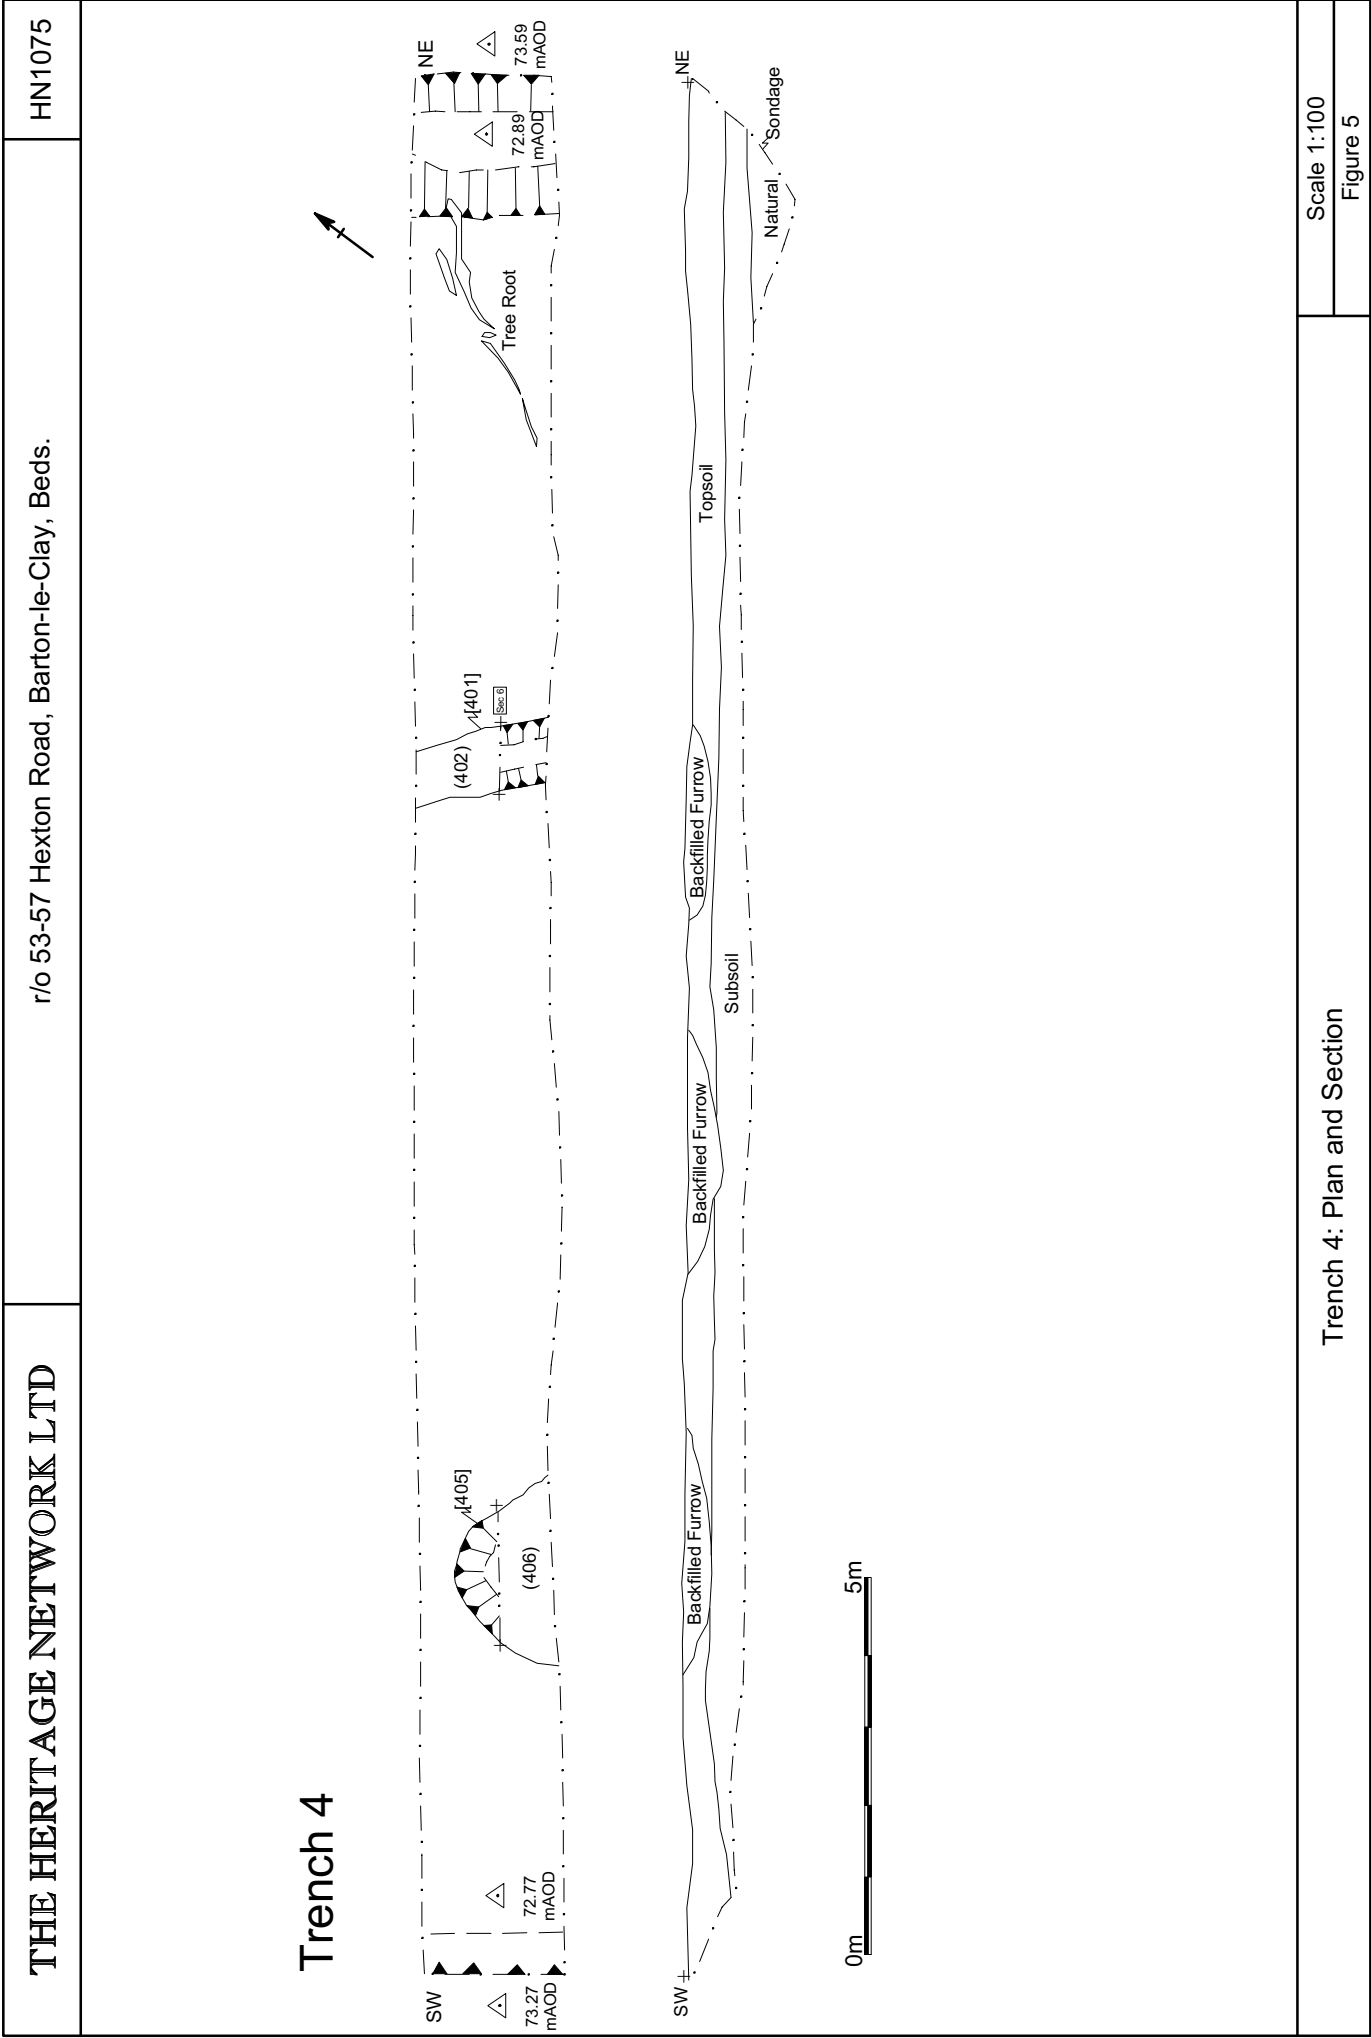 THE HERITAGE NETWORK LTD
r/o 53-57 Hexton Road, Barton-le-Clay, Beds.
HN1075
Trench 4
SW
73.27
mAOD
72.77
mAOD
[405]
(406)
(402)
[401]
Sec 6
Tree Root
72.89
mAOD
NE
73.59
mAOD
SW
Backfilled Furrow
Backfilled Furrow
Subsoil
Backfilled Furrow
Topsoil
Natural
Sondage
NE
0m
5m
Trench 4: Plan and Section
Scale 1:100
Figure 5